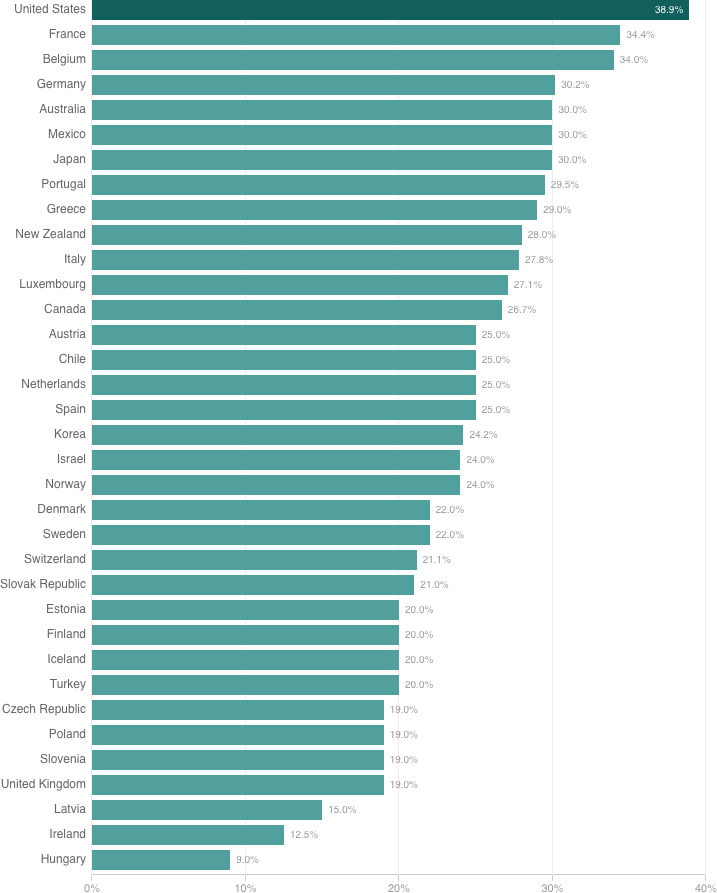 United States 38.9%
France 34.4%
Belgium 34.0%
Germany 30.2%
Australia 30.0%
Mexico 30.0%
Japan 30.0%
Portugal 29.5%
Greece 29.0%
New Zealand 28.0%
Italy 27.8%
Luxembourg 27.1%
Canada 26.7%
Austria 25.0%
Chile 25.0%
Netherlands 25.0%
Spain 25.0%
Korea 24.2%
Israel 24.0%
Norway 24.0%
Denmark 22.0%
Sweden 22.0%
Switzerland 21.1%
Slovak Republic 21.0%
Estonia 20.0%
Finland 20.0%
Iceland 20.0%
Turkey 20.0%
Czech Republic 19.0%
Poland 19.0%
Slovenia 19.0%
United Kingdom 19.0%
Latvia 15.0%
Ireland 12.5%
Hungary 9.0%
0% 10% 20% 30% 40%